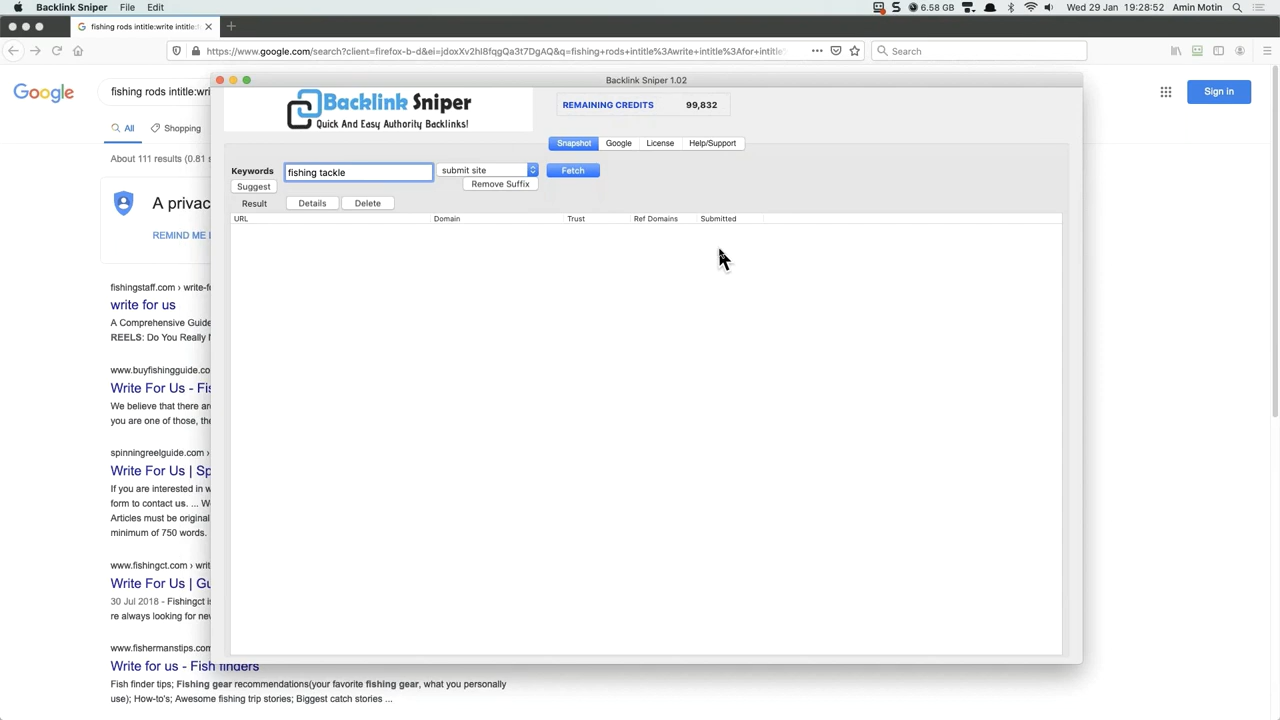 Backlink Sniper File Edit 6.58 GB Wed 29 Jan 19:28:52 Amin Motin
fishing rods intitle:write intitle:f
https://www.google.com/search?client=firefox-b-d&ei=jdoxXv2hI8fqgQa3t7DgAQ&q=fishing+rods+intitle%3Awrite+intitle%3Afor+intitle% Search
Google fishing rods intitle:wri Sign in
All Shopping
About 111 results (0.81 s
A privac
REMIND ME L
fishingstaff.com › write-f
write for us
A Comprehensive Guide
REELS: Do You Really N
www.buyfishingguide.co
Write For Us - Fis
We believe that there are
you are one of those, the
spinningreelguide.com ›
Write For Us | Sp
If you are interested in w
form to contact us. ... W
Articles must be original
minimum of 750 words.
www.fishingct.com › writ
Write For Us | Gu
30 Jul 2018 - Fishingct is
re always looking for new
www.fishermanstips.com
Write for us - Fish finders
Fish finder tips; Fishing gear recommendations(your favorite fishing gear, what you personally
use); How-to's; Awesome fishing trip stories; Biggest catch stories ...
Backlink Sniper 1.02
Backlink Sniper
Quick And Easy Authority Backlinks!
REMAINING CREDITS 99,832
Snapshot Google License Help/Support
Keywords fishing tackle submit site Fetch
Suggest Remove Suffix
Result Details Delete
URL Domain Trust Ref Domains Submitted